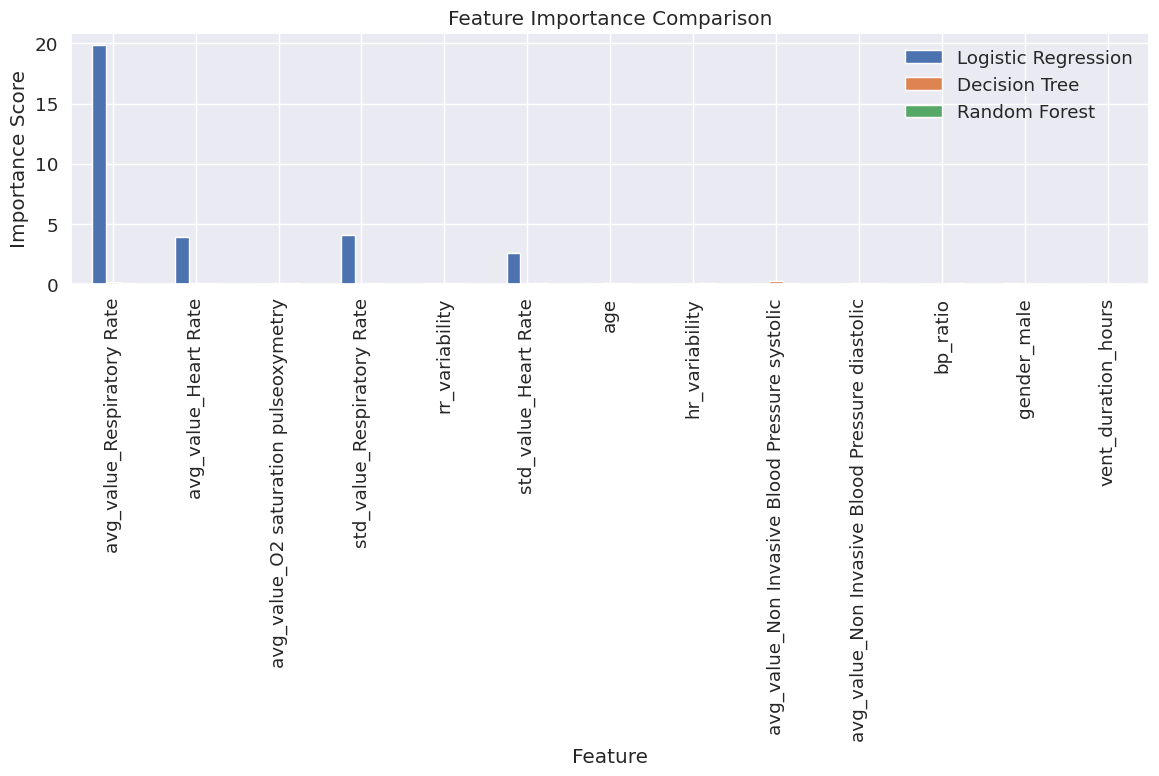 Feature Importance Comparison
Importance Score
20
15
10
5
0
Logistic Regression
Decision Tree
Random Forest
avg_value_Respiratory Rate
avg_value_Heart Rate
avg_value_O2 saturation pulseoxymetry
std_value_Respiratory Rate
rr_variability
std_value_Heart Rate
age
hr_variability
avg_value_Non Invasive Blood Pressure systolic
avg_value_Non Invasive Blood Pressure diastolic
bp_ratio
gender_male
vent_duration_hours
Feature